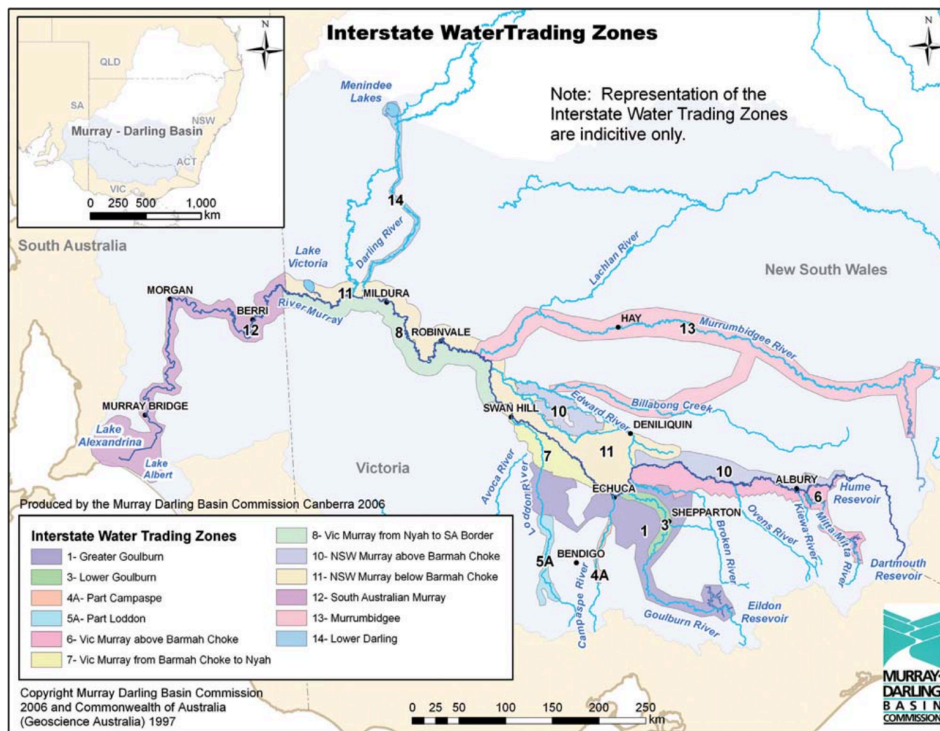 Interstate WaterTrading Zones
N
QLD
SA
NSW
Murray - Darling Basin
ACT
VIC
0 250 500 1,000
km
N
Note: Representation of the
Interstate Water Trading Zones
are indicitive only.
Menindee
Lakes
14
Darling River
Lachlan River
South Australia
New South Wales
Lake
Victoria
MORGAN
BERRI
12
River Murray
11
MILDURA
8
ROBINVALE
HAY
13
Murrumbidgee River
MURRAY BRIDGE
Lake
Alexandrina
Lake
Albert
SWAN HILL
10
Edward River
Billabong Creek
DENILIQUIN
Victoria
Avoca River
7
11
10
ALBURY
Hume
Resevoir
6
Loddon River
ECHUCA
SHEPPARTON
1
3
Broken River
Ovens River
Kiewa River
Mitta Mitta River
Dartmouth
Resevoir
5A
BENDIGO
4A
Campaspe River
Goulburn River
Eildon
Resevoir
Produced by the Murray Darling Basin Commission Canberra 2006
Interstate Water Trading Zones
1- Greater Goulburn
3- Lower Goulburn
4A- Part Campaspe
5A- Part Loddon
6- Vic Murray above Barmah Choke
7- Vic Murray from Barmah Choke to Nyah
8- Vic Murray from Nyah to SA Border
10- NSW Murray above Barmah Choke
11- NSW Murray below Barmah Choke
12- South Australian Murray
13- Murrumbidgee
14- Lower Darling
Copyright Murray Darling Basin Commission
2006 and Commonwealth of Australia
(Geoscience Australia) 1997
0 25 50 100 150 200 250
km
MURRAY-
DARLING
BASIN
COMMISSION